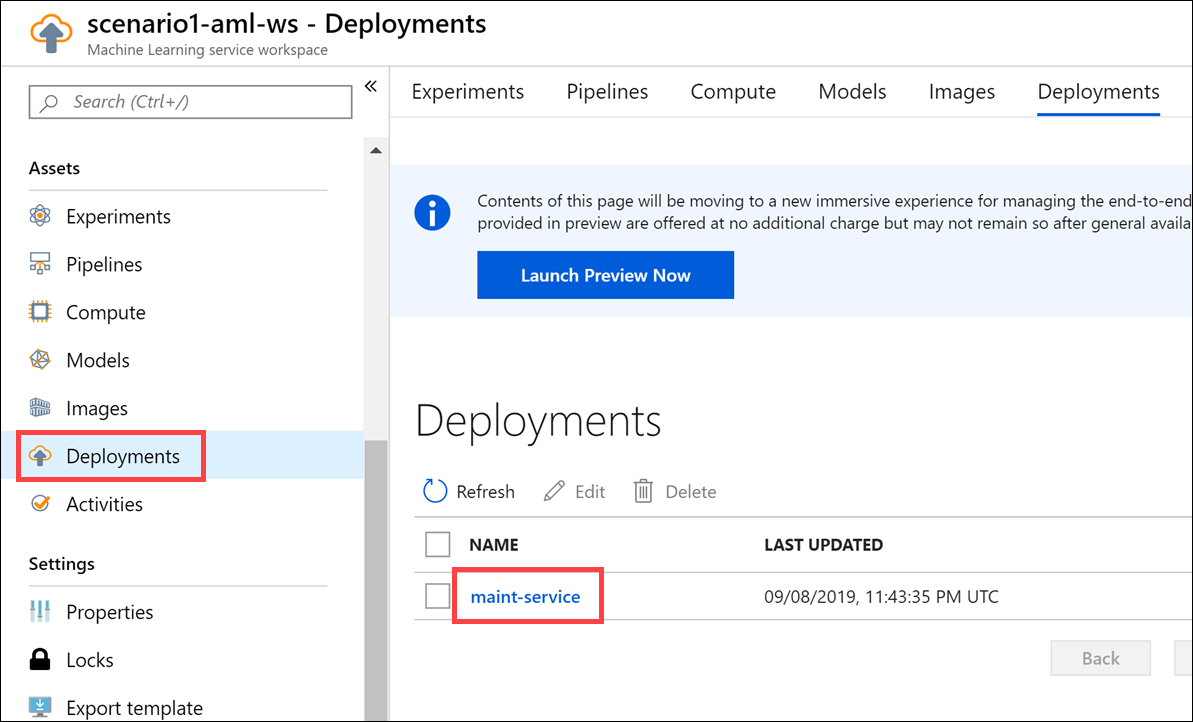 scenario1-aml-ws - Deployments
Machine Learning service workspace
Search (Ctrl+/)
Assets
Experiments
Pipelines
Compute
Models
Images
Deployments
Activities
Settings
Properties
Locks
Export template
Experiments Pipelines Compute Models Images Deployments
Contents of this page will be moving to a new immersive experience for managing the end-to-end
provided in preview are offered at no additional charge but may not remain so after general availa
Launch Preview Now
Deployments
Refresh Edit Delete
NAME LAST UPDATED
maint-service 09/08/2019, 11:43:35 PM UTC
Back